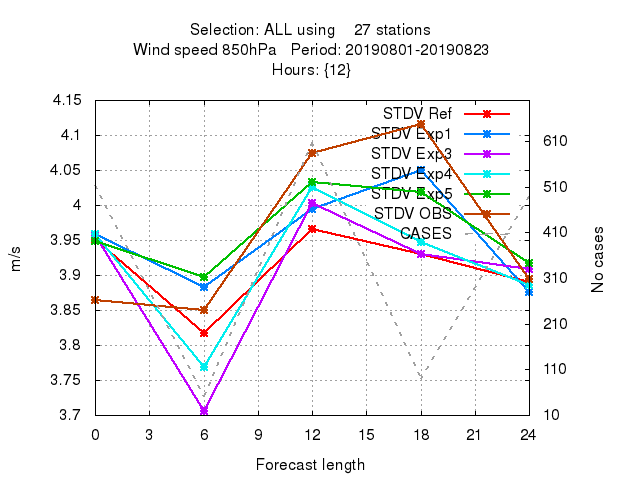 Selection: ALL using 27 stations
Wind speed 850hPa Period: 20190801-20190823
Hours: {12}
4.15
4.1
4.05
4
3.95
3.9
3.85
3.8
3.75
3.7
m/s
STDV Ref
STDV Exp1
STDV Exp3
STDV Exp4
STDV Exp5
STDV OBS
CASES
610
510
410
310
210
110
10
No cases
0 3 6 9 12 15 18 21 24
Forecast length